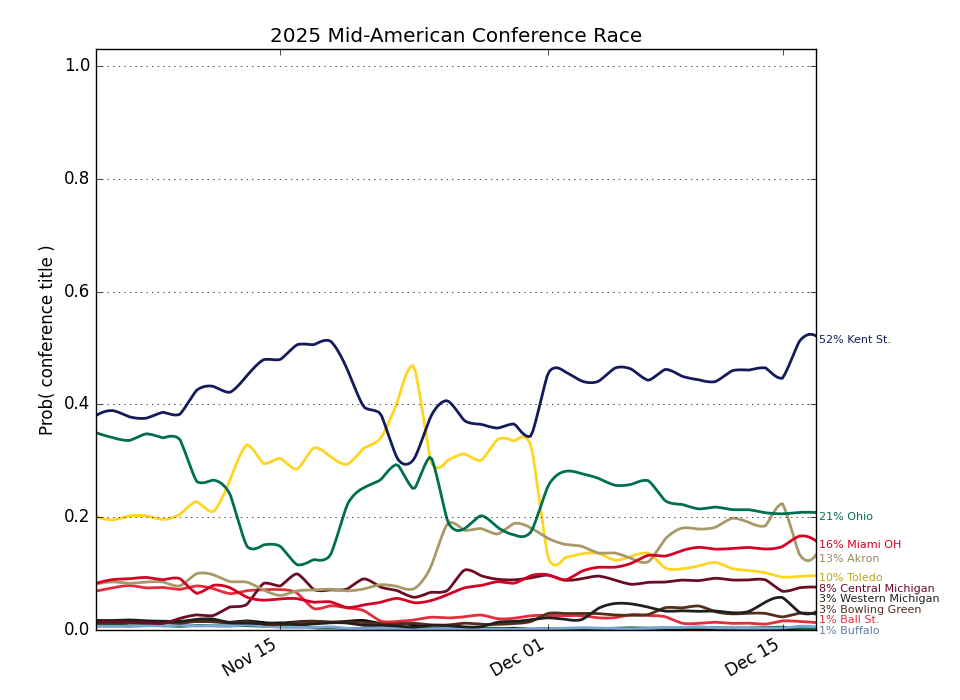 2025 Mid-American Conference Race
Prob( conference title )
1.0
0.8
0.6
0.4
0.2
0.0
Nov 15
Dec 01
Dec 15
52% Kent St.
21% Ohio
16% Miami OH
13% Akron
10% Toledo
8% Central Michigan
3% Western Michigan
3% Bowling Green
1% Ball St.
1% Buffalo